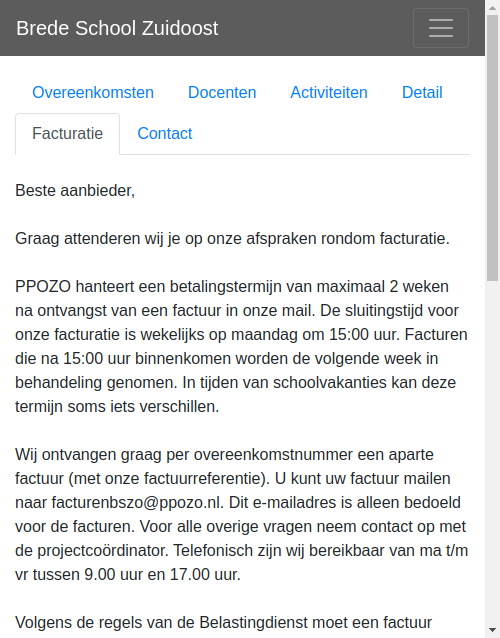 Brede School Zuidoost
Overeenkomsten Docenten Activiteiten Detail
Facturatie Contact
Beste aanbieder,
Graag attenderen wij je op onze afspraken rondom facturatie.
PPOZO hanteert een betalingstermijn van maximaal 2 weken
na ontvangst van een factuur in onze mail. De sluitingstijd voor
onze facturatie is wekelijks op maandag om 15:00 uur. Facturen
die na 15:00 uur binnenkomen worden de volgende week in
behandeling genomen. In tijden van schoolvakanties kan deze
termijn soms iets verschillen.
Wij ontvangen graag per overeenkomstnummer een aparte
factuur (met onze factuurreferentie). U kunt uw factuur mailen
naar facturenbszo@ppozo.nl. Dit e-mailadres is alleen bedoeld
voor de facturen. Voor alle overige vragen neem contact op met
de projectcoördinator. Telefonisch zijn wij bereikbaar van ma t/m
vr tussen 9.00 uur en 17.00 uur.
Volgens de regels van de Belastingdienst moet een factuur